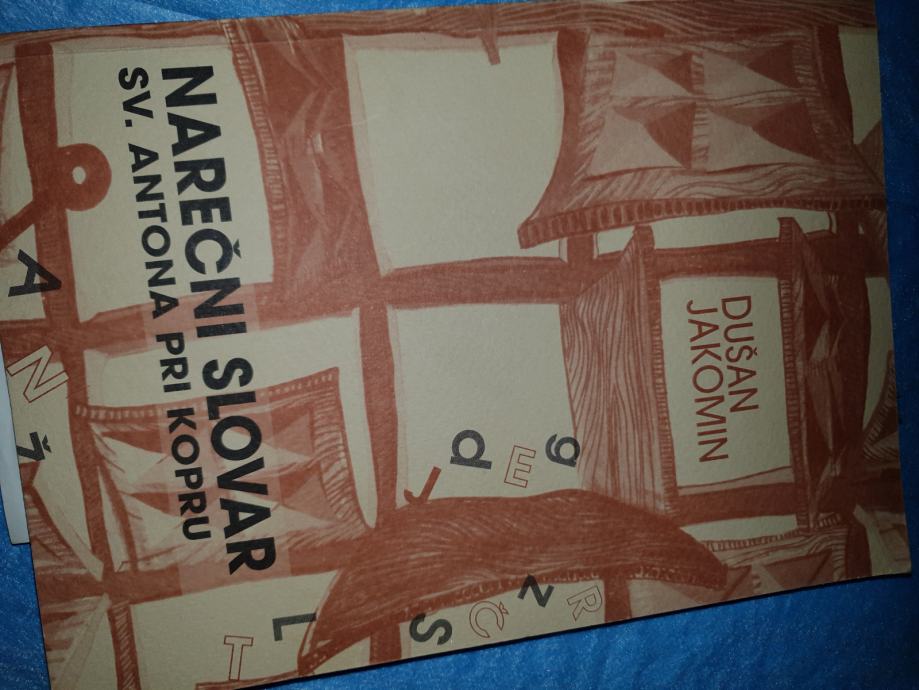 DUŠAN
JAKOMIN
g
E
d
R
Z
Č
S
L
T
NAREČNI SLOVAR
SV. ANTONA PRI KOPRU
A
N
Ž